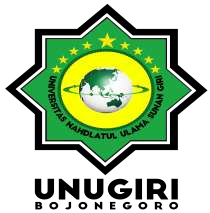 UNIVERSITAS NAHDLATUL ULAMA SUNAN GIRI
UNUGIRI
BOJONEGORO